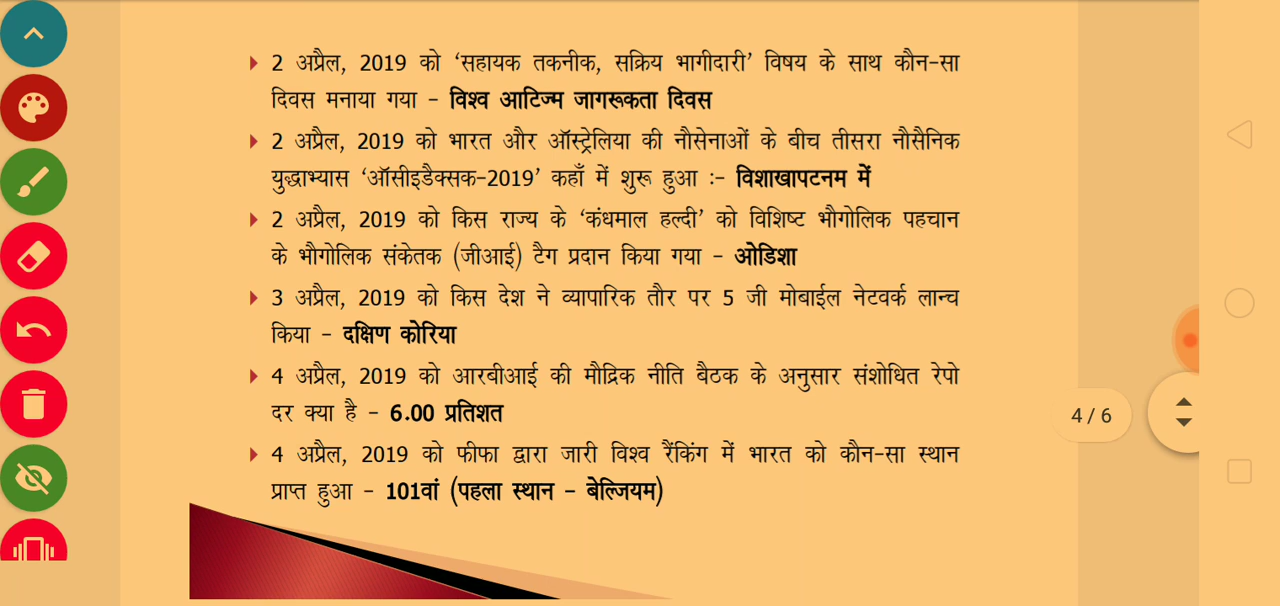 2 अप्रैल, 2019 को ‘सहायक तकनीक, सक्रिय भागीदारी’ विषय के साथ कौन-सा
दिवस मनाया गया - विश्व आटिज्म जागरूकता दिवस
2 अप्रैल, 2019 को भारत और ऑस्ट्रेलिया की नौसेनाओं के बीच तीसरा नौसैनिक
युद्धाभ्यास ‘ऑसीइडैक्सक-2019’ कहाँ में शुरू हुआ :- विशाखापटनम में
2 अप्रैल, 2019 को किस राज्य के ‘कंधमाल हल्दी’ को विशिष्ट भौगोलिक पहचान
के भौगोलिक संकेतक (जीआई) टैग प्रदान किया गया - ओडिशा
3 अप्रैल, 2019 को किस देश ने व्यापारिक तौर पर 5 जी मोबाईल नेटवर्क लान्च
किया - दक्षिण कोरिया
4 अप्रैल, 2019 को आरबीआई की मौद्रिक नीति बैठक के अनुसार संशोधित रेपो
दर क्या है - 6.00 प्रतिशत
4 / 6
4 अप्रैल, 2019 को फीफा द्वारा जारी विश्व रैंकिंग में भारत को कौन-सा स्थान
प्राप्त हुआ - 101वां (पहला स्थान - बेल्जियम)